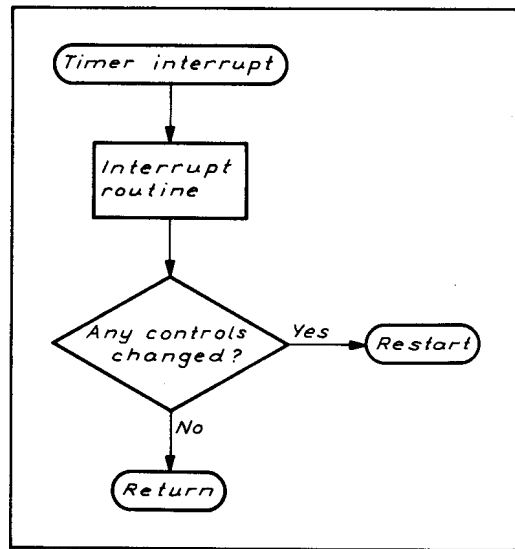 Timer interrupt
Interrupt
routine
Any controls
changed?
Yes
Restart
No
Return